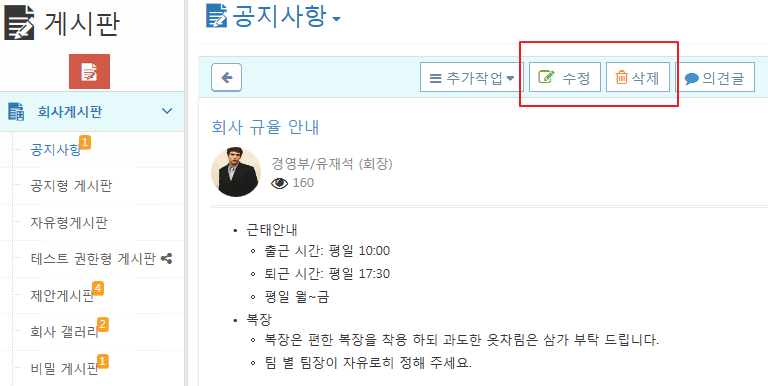 게시판
회사게시판
공지사항 1
공지형 게시판
자유형게시판
테스트 권한형 게시판
제안게시판 4
회사 갤러리 2
비밀 게시판 1
공지사항
추가작업 수정 삭제 의견글
회사 규율 안내
경영부/유재석 (회장)
160
• 근태안내
출근 시간: 평일 10:00
퇴근 시간: 평일 17:30
평일 월~금
• 복장
복장은 편한 복장을 착용 하되 과도한 옷차림은 삼가 부탁 드립니다.
팀 별 팀장이 자유로히 정해 주세요.